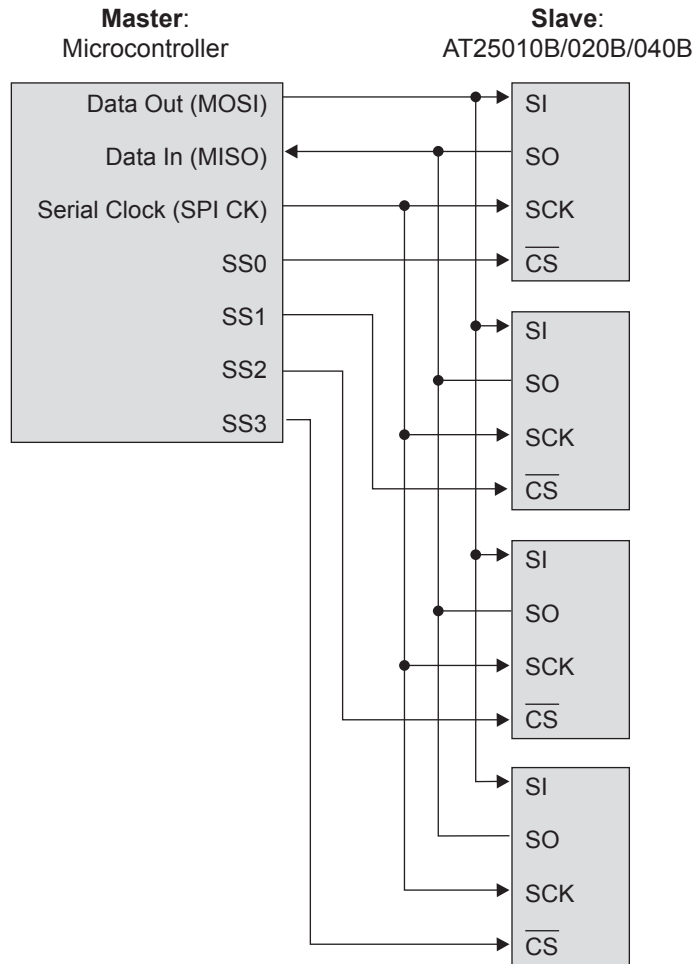 Master:
Microcontroller
Slave:
AT25010B/020B/040B
Data Out (MOSI)
Data In (MISO)
Serial Clock (SPI CK)
SS0
SS1
SS2
SS3
SI
SO
SCK
CS
SI
SO
SCK
CS
SI
SO
SCK
CS
SI
SO
SCK
CS